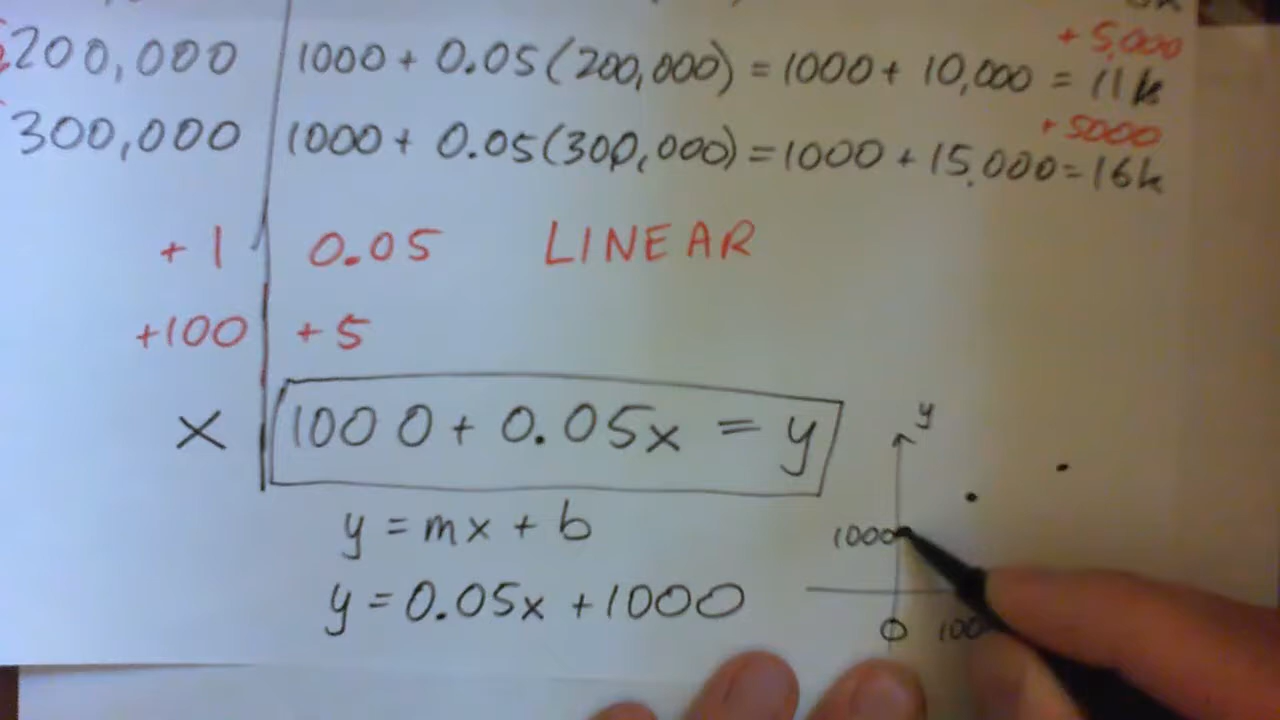 +5,000
200,000 1000 + 0.05(200,000) = 1000 + 10,000 = 11k
+5000
300,000 1000 + 0.05(300,000) = 1000 + 15,000 = 16k
+1 0.05 LINEAR
+100 +5
x 1000 + 0.05x = y
y
y = mx + b
1000
y = 0.05x + 1000
0 100